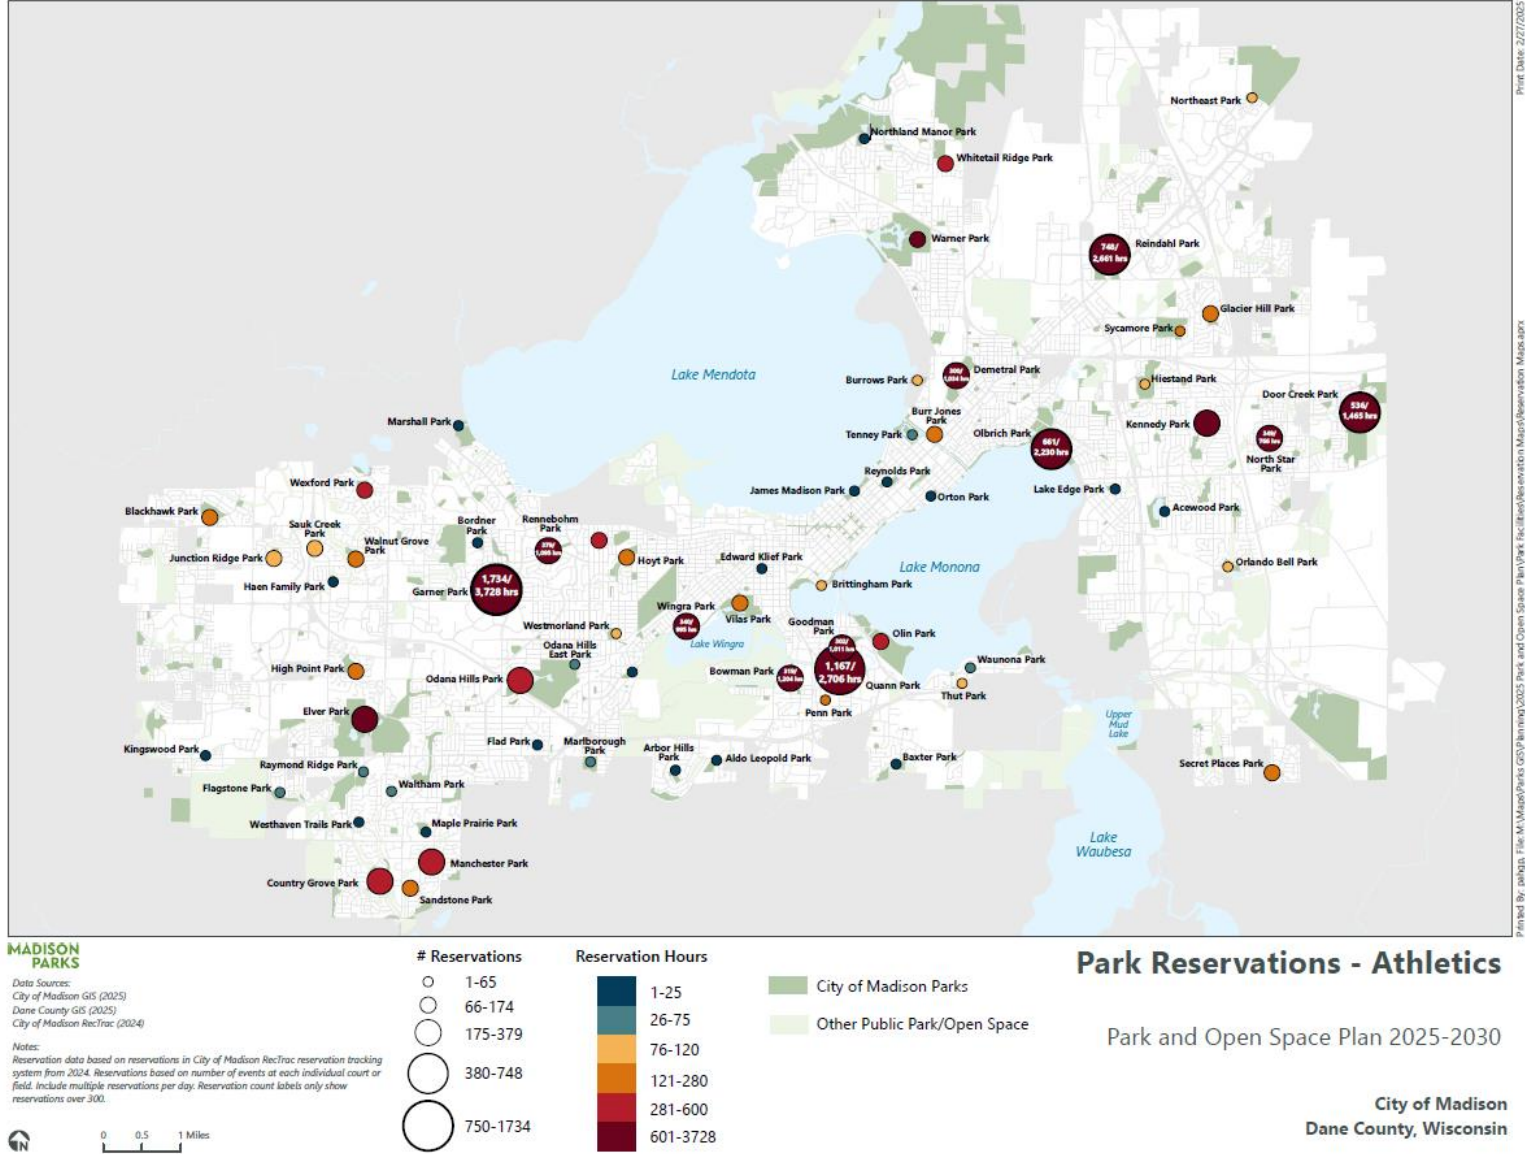 Northeast Park
Northland Manor Park
Whitetail Ridge Park
Warner Park
748/
2,661 hrs
Reindahl Park
Glacier Hill Park
Sycamore Park
Lake Mendota
Burrows Park
Demetral Park
Hiestand Park
Door Creek Park
536/
1,465 hrs
Burr Jones
Park
Marshall Park
Tenney Park
Olbrich Park
661/
2,230 hrs
Kennedy Park
North Star
Park
Reynolds Park
Wexford Park
James Madison Park
Orton Park
Lake Edge Park
Blackhawk Park
Acewood Park
Sauk Creek
Park
Bordner
Park
Rennebohm
Park
Walnut Grove
Park
Junction Ridge Park
Hoyt Park
Edward Klief Park
Lake Monona
Orlando Bell Park
Haen Family Park
Garner Park
1,734/
3,728 hrs
Brittingham Park
Wingra Park
Vilas Park
Goodman
Park
Westmorland Park
Olin Park
Lake Wingra
Odana Hills
East Park
Waunona Park
High Point Park
Odana Hills Park
Bowman Park
1,167/
2,706 hrs
Quann Park
Thut Park
Penn Park
Elver Park
Upper
Mud
Lake
Kingswood Park
Flad Park
Marlborough
Park
Arbor Hills
Park
Aldo Leopold Park
Baxter Park
Secret Places Park
Raymond Ridge Park
Flagstone Park
Waltham Park
Westhaven Trails Park
Maple Prairie Park
Lake
Waubesa
Manchester Park
Country Grove Park
Sandstone Park
Print Date: 2/27/2025
MADISON
PARKS
Data Sources:
City of Madison GIS (2025)
Dane County GIS (2025)
City of Madison RecTrac (2024)
Notes:
Reservation data based on reservations in City of Madison RecTrac reservation tracking
system from 2024. Reservations based on number of events at each individual court or
field. Include multiple reservations per day. Reservation count labels only show
reservations over 300.
N
0 0.5 1 Miles
# Reservations
1-65
66-174
175-379
380-748
750-1734
Reservation Hours
1-25
26-75
76-120
121-280
281-600
601-3728
City of Madison Parks
Other Public Park/Open Space
Park Reservations - Athletics
Park and Open Space Plan 2025-2030
City of Madison
Dane County, Wisconsin